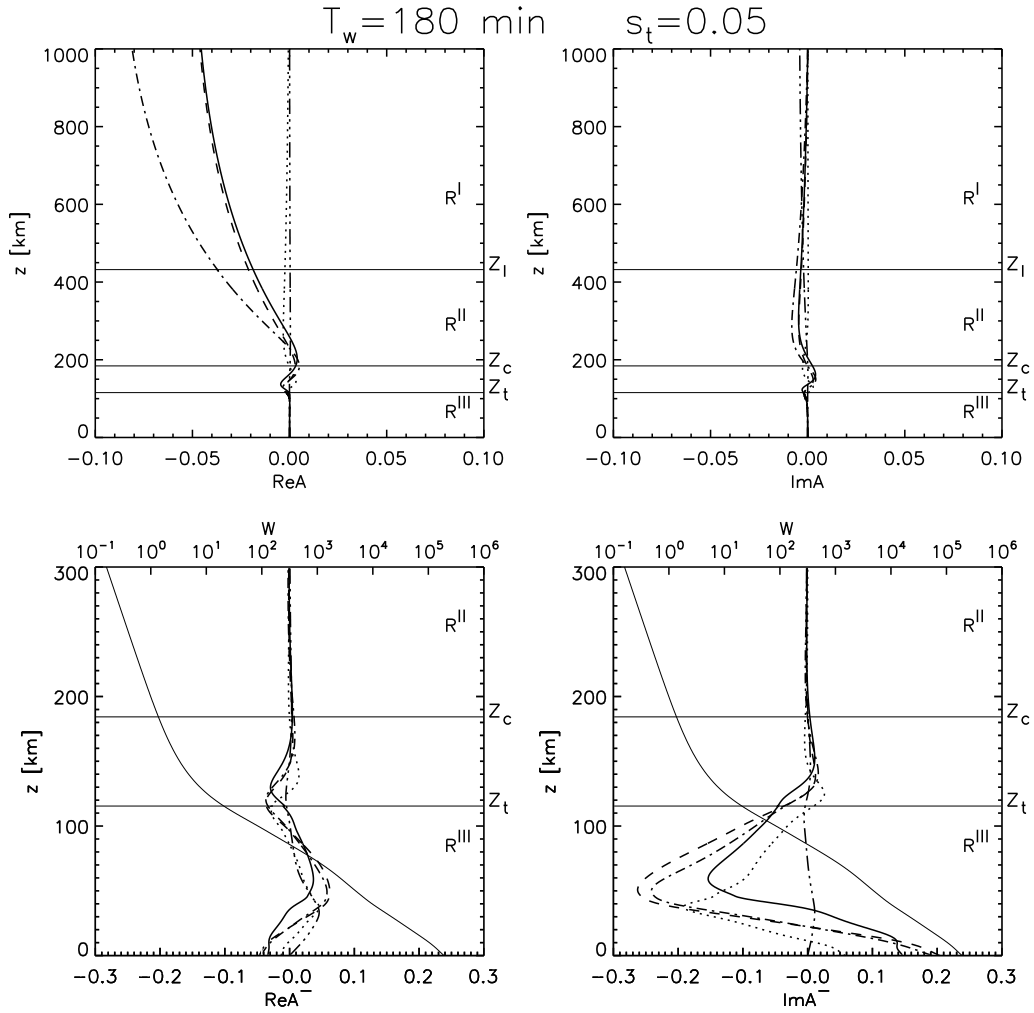 T_w=180 min s_t=0.05
1000 800 600 400 200 0
z [km]
R^I
Z_I
R^II
Z_c
Z_t
R^III
−0.10 −0.05 0.00 0.05 0.10
ReA
1000 800 600 400 200 0
z [km]
R^I
Z_I
R^II
Z_c
Z_t
R^III
−0.10 −0.05 0.00 0.05 0.10
ImA
W
10^-1 10^0 10^1 10^2 10^3 10^4 10^5 10^6
300 200 100 0
z [km]
R^II
Z_c
Z_t
R^III
−0.3 −0.2 −0.1 −0.0 0.1 0.2 0.3
ReA^−
W
10^-1 10^0 10^1 10^2 10^3 10^4 10^5 10^6
300 200 100 0
z [km]
R^II
Z_c
Z_t
R^III
−0.3 −0.2 −0.1 −0.0 0.1 0.2 0.3
ImA^−